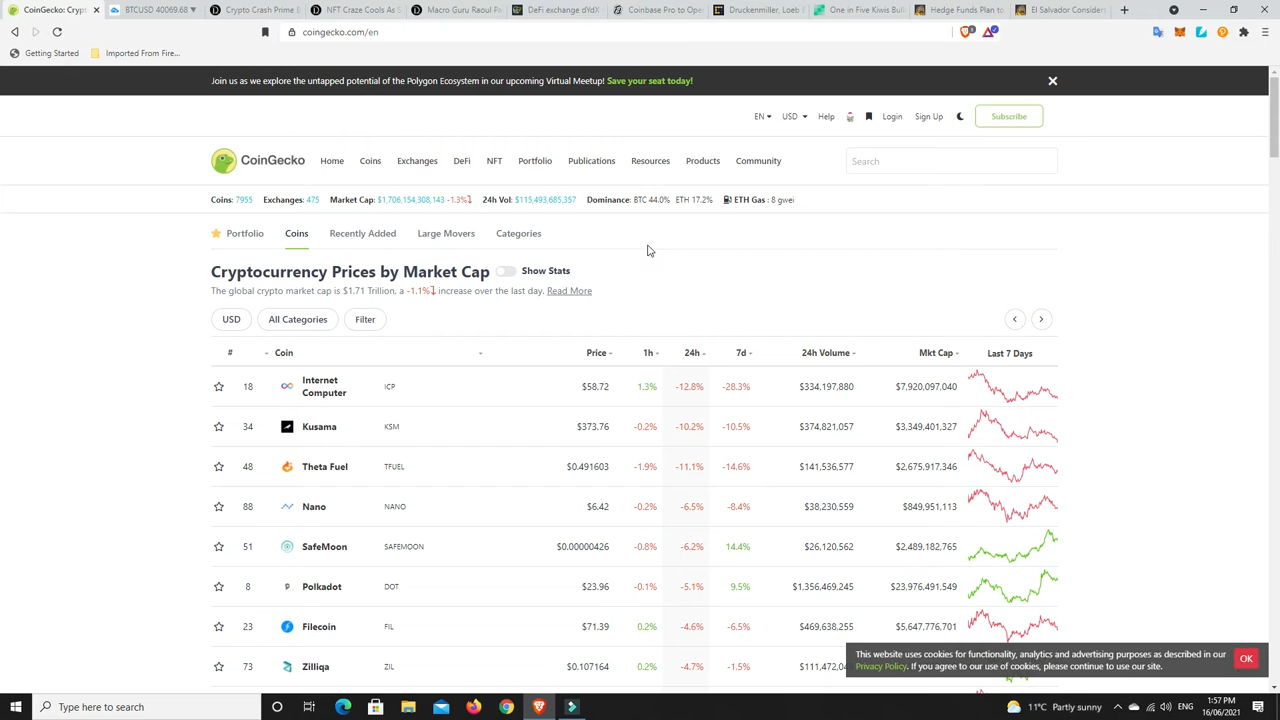 CoinGecko: Crypt
BTCUSD 40069.68 ▼
Crypto Crash Prime B
NFT Craze Cools As S
Macro Guru Raoul P
DeFi exchange dYdX
Coinbase Pro to Ope
Druckenmiller, Loeb
One in Five Kiwis Bul
Hedge Funds Plan to
El Salvador Consider
coingecko.com/en
Getting Started
Imported From Fire...
Join us as we explore the untapped potential of the Polygon Ecosystem in our upcoming Virtual Meetup! Save your seat today!
EN USD Help Login Sign Up Subscribe
CoinGecko Home Coins Exchanges DeFi NFT Portfolio Publications Resources Products Community Search
Coins: 7955 Exchanges: 475 Market Cap: $1,706,154,308,143 -1.3% 24h Vol: $115,493,685,357 Dominance: BTC 44.0% ETH 17.2% ETH Gas : 8 gwei
Portfolio Coins Recently Added Large Movers Categories
Cryptocurrency Prices by Market Cap Show Stats
The global crypto market cap is $1.71 Trillion, a -1.1% increase over the last day. Read More
USD All Categories Filter
# Coin Price 1h 24h 7d 24h Volume Mkt Cap Last 7 Days
18 Internet Computer ICP $58.72 1.3% -12.8% -28.3% $334,197,880 $7,920,097,040
34 Kusama KSM $373.76 -0.2% -10.2% -10.5% $374,821,057 $3,349,401,327
48 Theta Fuel TFUEL $0.491603 -1.9% -11.1% -14.6% $141,536,577 $2,675,917,346
88 Nano NANO $6.42 -0.2% -6.5% -8.4% $38,230,559 $849,951,113
51 SafeMoon SAFEMOON $0.00000426 -0.8% -6.2% 14.4% $26,120,562 $2,489,182,765
8 Polkadot DOT $23.96 -0.1% -5.1% 9.5% $1,356,469,245 $23,976,491,549
23 Filecoin FIL $71.39 0.2% -4.6% -6.5% $469,638,255 $5,647,776,701
73 Zilliqa ZIL $0.107164 0.2% -4.7% -1.5%
This website uses cookies for functionality, analytics and advertising purposes as described in our
Privacy Policy. If you agree to our use of cookies, please continue to use our site.
OK
Type here to search
11°C Partly sunny
ENG
1:57 PM
16/06/2021